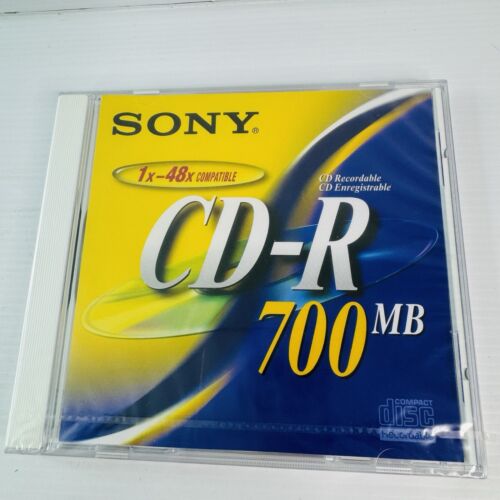 SONY®
1x–48x COMPATIBLE
CD Recordable
CD Enregistrable
CD-R
700 MB
COMPACT
disc
Recordable